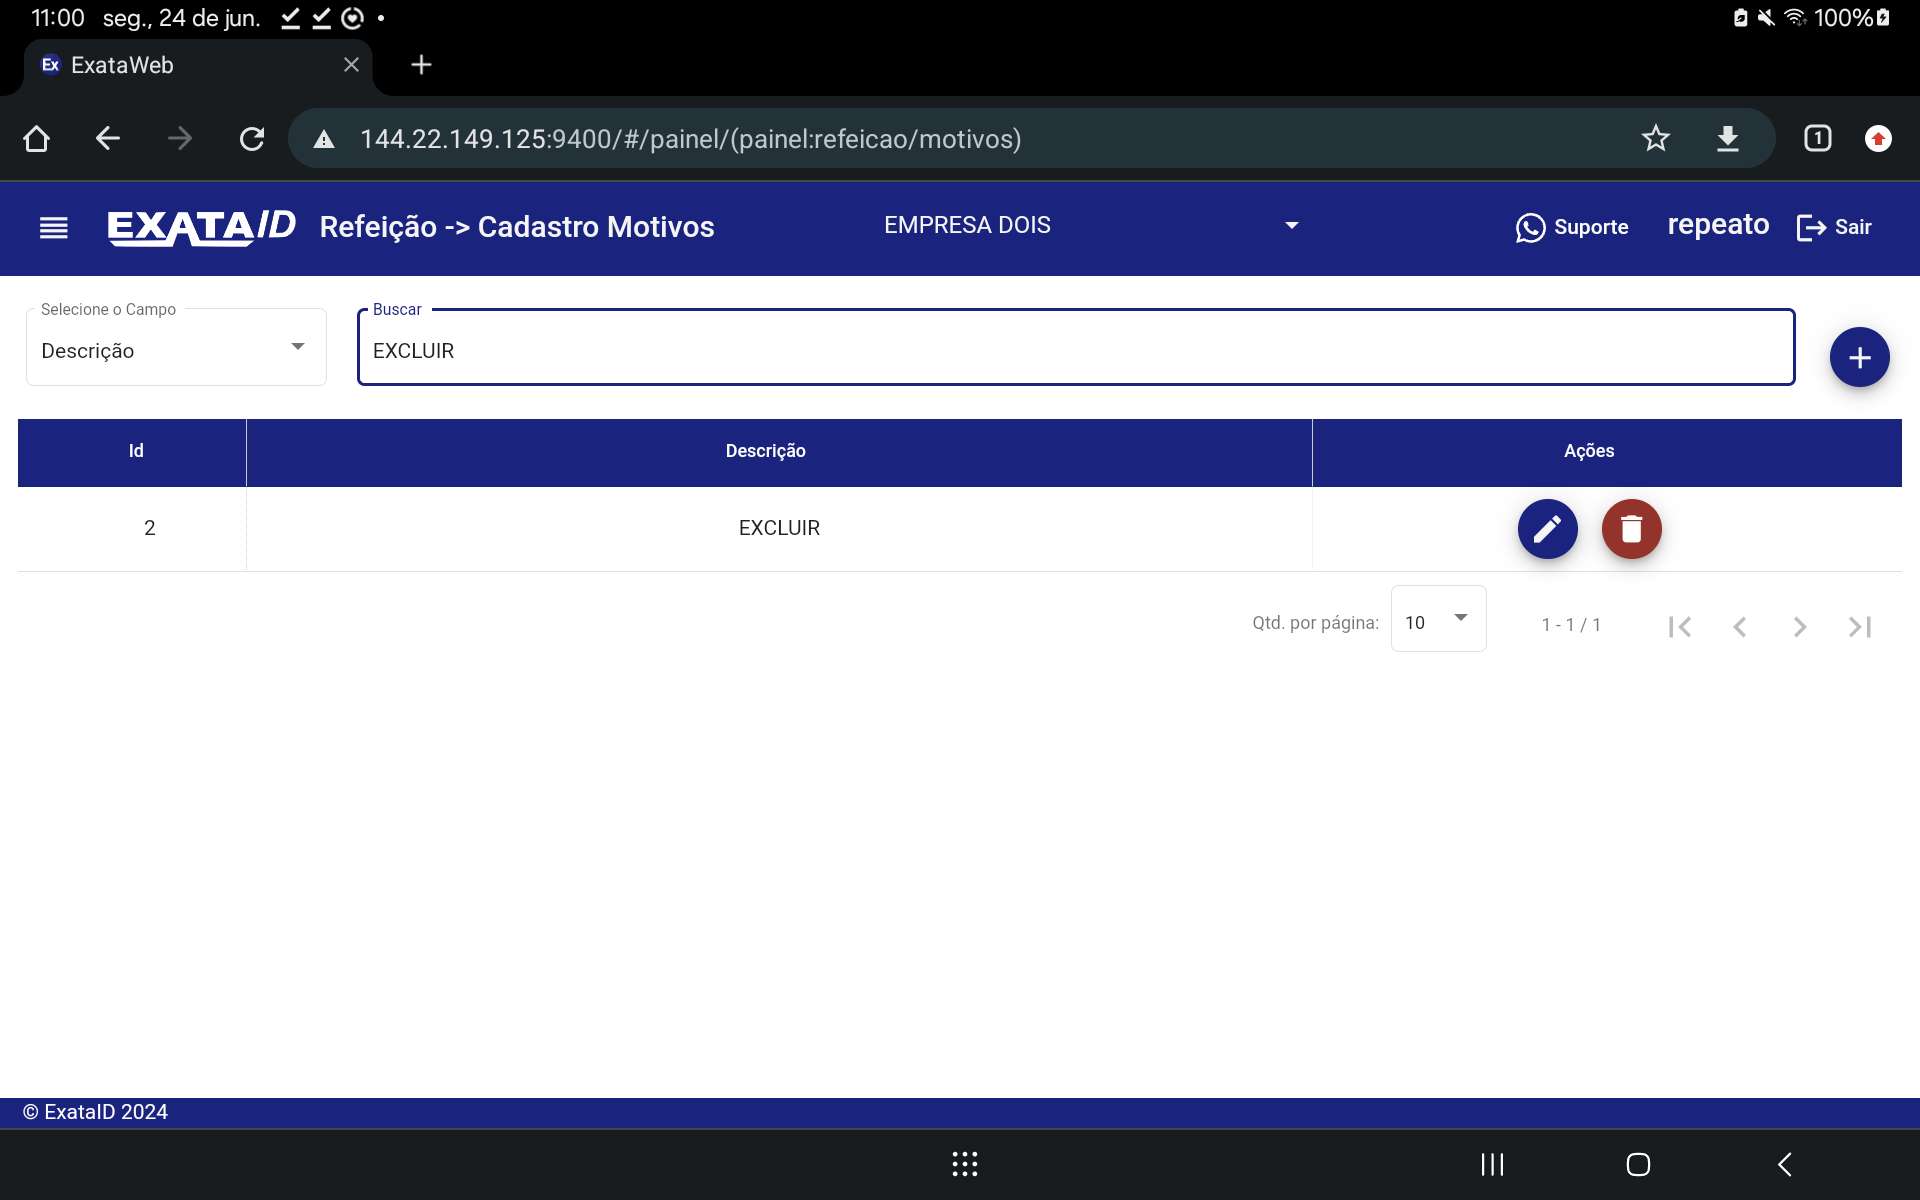 11:00 seg., 24 de jun. 100%
Ex ExataWeb
144.22.149.125:9400/#/painel/(painel:refeicao/motivos) 1
EXATAID Refeição -> Cadastro Motivos EMPRESA DOIS Suporte repeato Sair
Selecione o Campo Buscar
Descrição EXCLUIR
Id Descrição Ações
2 EXCLUIR
Qtd. por página: 10 1 - 1 / 1
© ExataID 2024